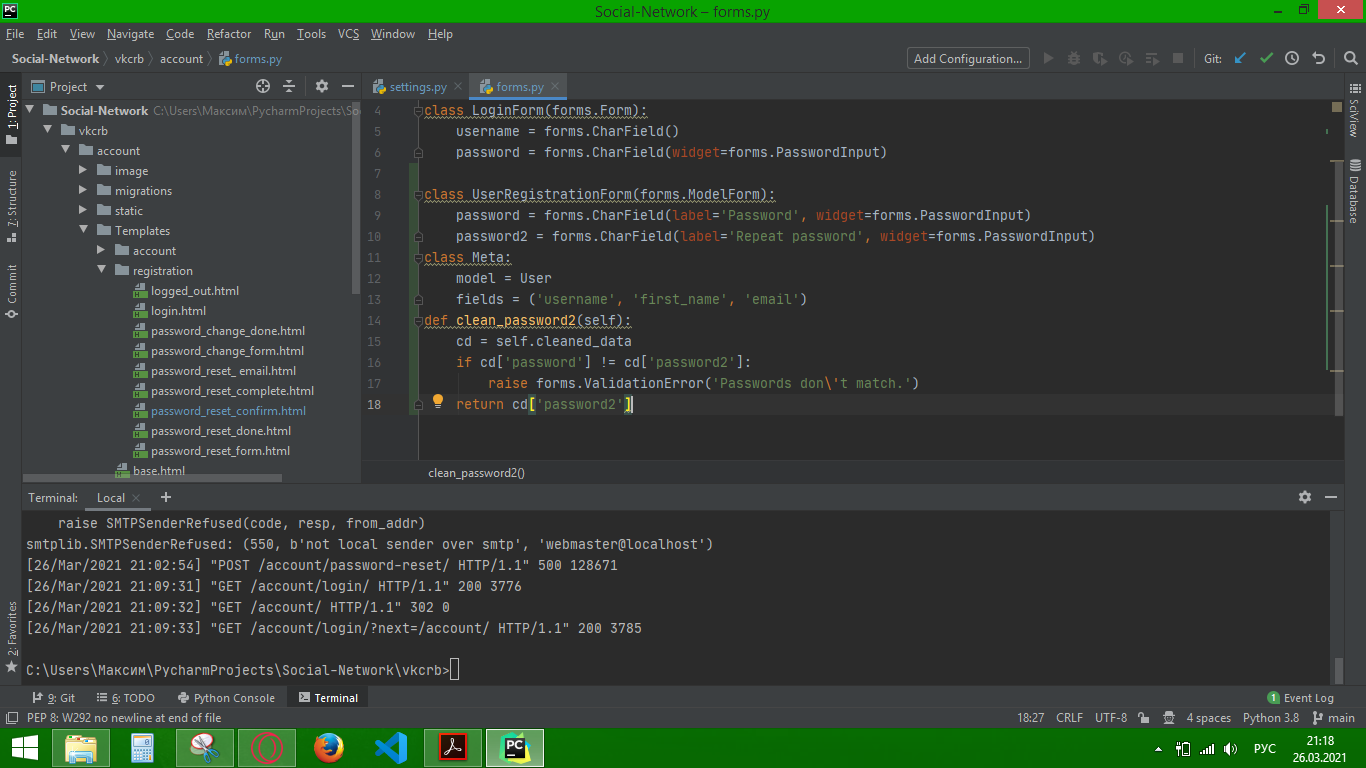 Social-Network – forms.py
File Edit View Navigate Code Refactor Run Tools VCS Window Help
Social-Network vkcrb account forms.py Add Configuration... Git:
Project settings.py forms.py
1: Project
7: Structure
Commit
2: Favorites
Social-Network C:\Users\Максим\PycharmProjects\So
vkcrb
account
image
migrations
static
Templates
account
registration
logged_out.html
login.html
password_change_done.html
password_change_form.html
password_reset_ email.html
password_reset_complete.html
password_reset_confirm.html
password_reset_done.html
password_reset_form.html
base.html
4 class LoginForm(forms.Form):
5 username = forms.CharField()
6 password = forms.CharField(widget=forms.PasswordInput)
7
8 class UserRegistrationForm(forms.ModelForm):
9 password = forms.CharField(label='Password', widget=forms.PasswordInput)
10 password2 = forms.CharField(label='Repeat password', widget=forms.PasswordInput)
11 class Meta:
12 model = User
13 fields = ('username', 'first_name', 'email')
14 def clean_password2(self):
15 cd = self.cleaned_data
16 if cd['password'] != cd['password2']:
17 raise forms.ValidationError('Passwords don\'t match.')
18 return cd['password2']
clean_password2()
SciView
Database
Terminal: Local
raise SMTPSenderRefused(code, resp, from_addr)
smtplib.SMTPSenderRefused: (550, b'not local sender over smtp', 'webmaster@localhost')
[26/Mar/2021 21:02:54] "POST /account/password-reset/ HTTP/1.1" 500 128671
[26/Mar/2021 21:09:31] "GET /account/login/ HTTP/1.1" 200 3776
[26/Mar/2021 21:09:32] "GET /account/ HTTP/1.1" 302 0
[26/Mar/2021 21:09:33] "GET /account/login/?next=/account/ HTTP/1.1" 200 3785
C:\Users\Максим\PycharmProjects\Social-Network\vkcrb>
9: Git 6: TODO Python Console Terminal 1 Event Log
PEP 8: W292 no newline at end of file 18:27 CRLF UTF-8 4 spaces Python 3.8 main
РУС
21:18
26.03.2021